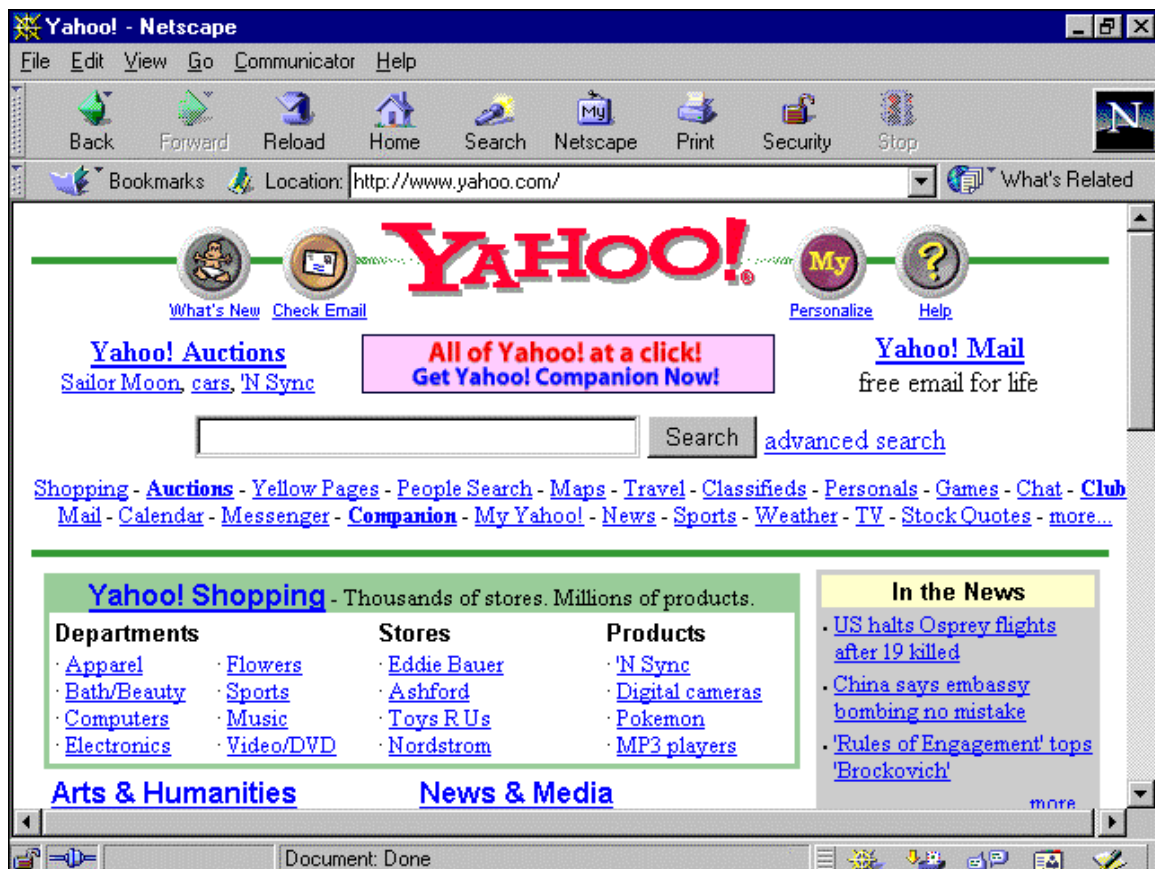 Yahoo! - Netscape
File Edit View Go Communicator Help
Back Forward Reload Home Search My Netscape Print Security Stop N
Bookmarks Location: http://www.yahoo.com/ What's Related
YAHOO!®
My ?
What's New Check Email Personalize Help
Yahoo! Auctions All of Yahoo! at a click! Yahoo! Mail
Sailor Moon, cars, 'N Sync Get Yahoo! Companion Now! free email for life
Search advanced search
Shopping - Auctions - Yellow Pages - People Search - Maps - Travel - Classifieds - Personals - Games - Chat - Club
Mail - Calendar - Messenger - Companion - My Yahoo! - News - Sports - Weather - TV - Stock Quotes - more...
Yahoo! Shopping - Thousands of stores. Millions of products.
Departments Stores Products
· Apparel · Flowers · Eddie Bauer · 'N Sync
· Bath/Beauty · Sports · Ashford · Digital cameras
· Computers · Music · Toys R Us · Pokemon
· Electronics · Video/DVD · Nordstrom · MP3 players
In the News
· US halts Osprey flights
after 19 killed
· China says embassy
bombing no mistake
· 'Rules of Engagement' tops
'Brockovich'
more
Arts & Humanities News & Media
Document: Done